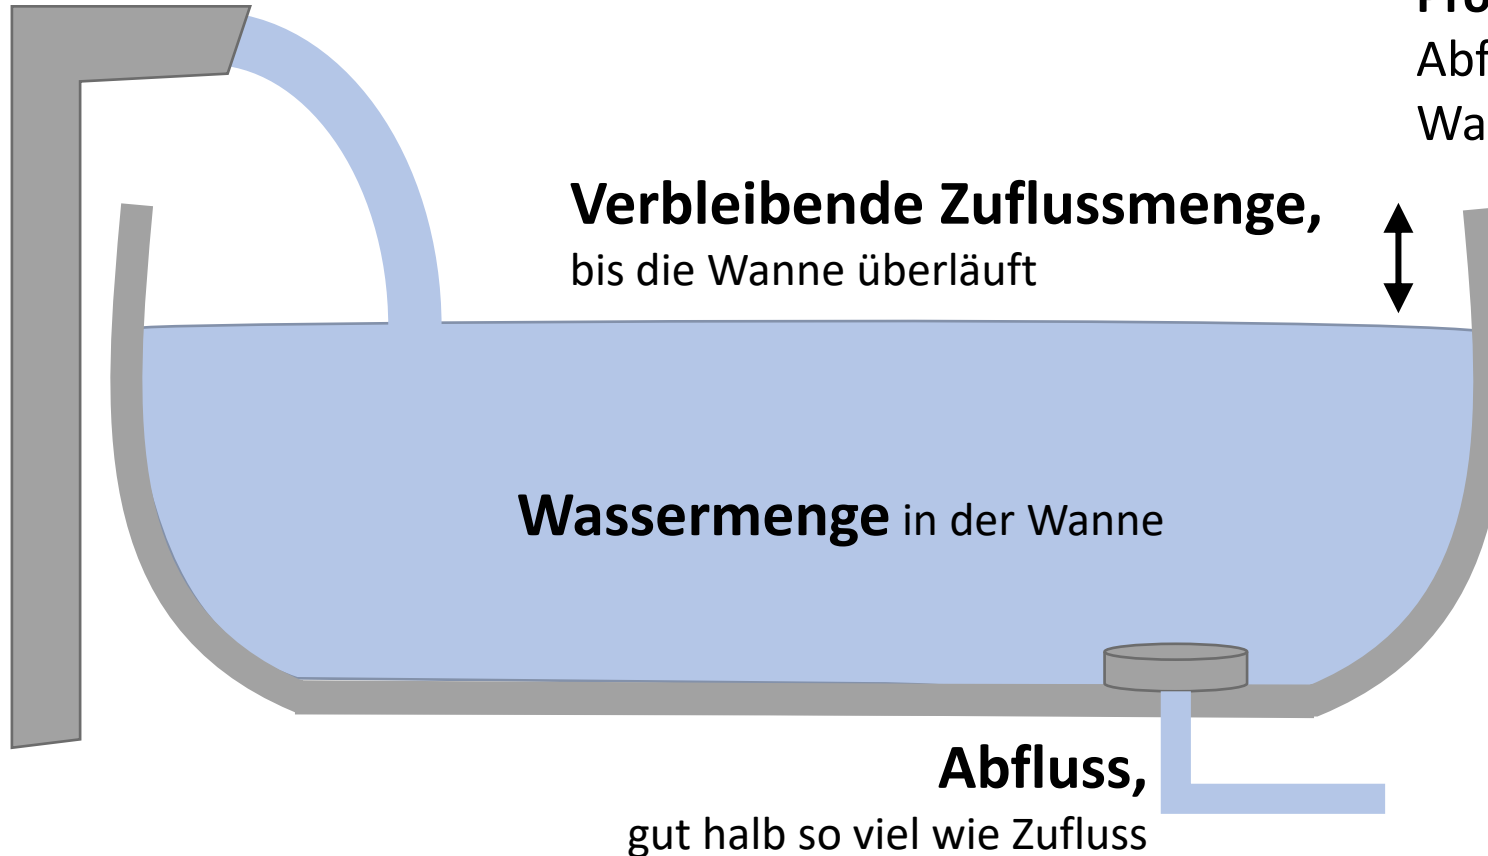 Verbleibende Zuflussmenge,
bis die Wanne überläuft
Wassermenge in der Wanne
Abfluss,
gut halb so viel wie Zufluss